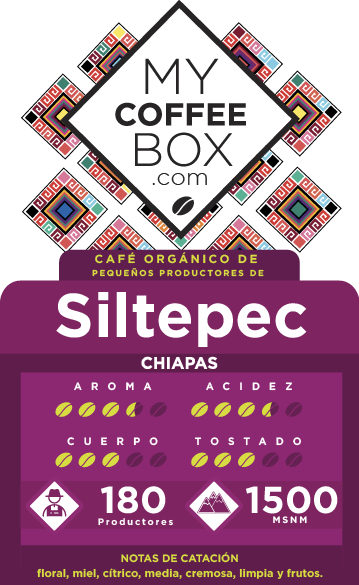 MY
COFFEE
BOX
.com
CAFÉ ORGÁNICO DE
PEQUEÑOS PRODUCTORES DE
Siltepec
CHIAPAS
AROMA ACIDEZ
CUERPO TOSTADO
180 1500
Productores MSNM
NOTAS DE CATACIÓN
floral, miel, cítrico, media, cremosa, limpia y frutos.